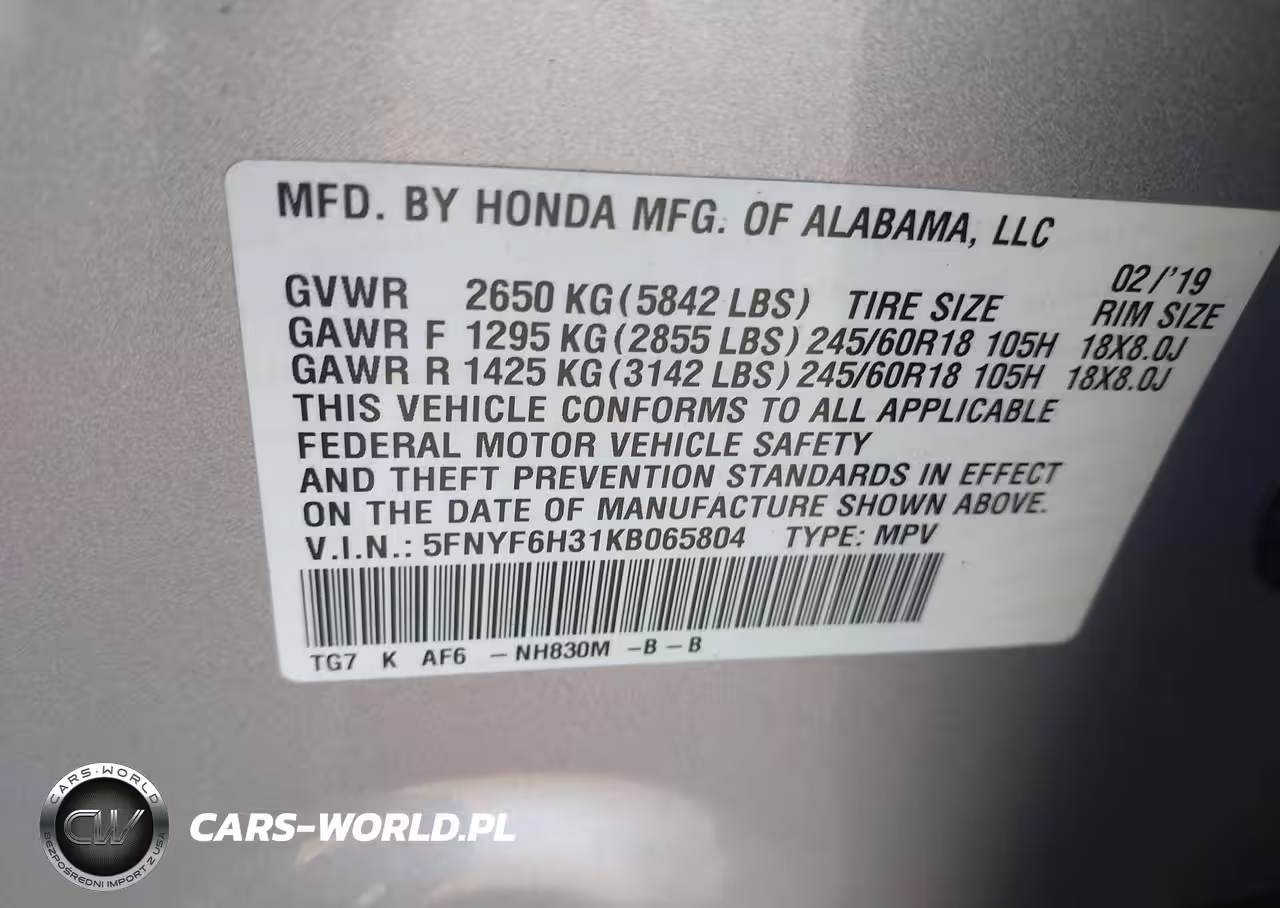 MFD. BY HONDA MFG. OF ALABAMA, LLC
02/'19
GVWR 2650 KG (5842 LBS) TIRE SIZE RIM SIZE
GAWR F 1295 KG (2855 LBS) 245/60R18 105H 18X8.0J
GAWR R 1425 KG (3142 LBS) 245/60R18 105H 18X8.0J
THIS VEHICLE CONFORMS TO ALL APPLICABLE
FEDERAL MOTOR VEHICLE SAFETY
AND THEFT PREVENTION STANDARDS IN EFFECT
ON THE DATE OF MANUFACTURE SHOWN ABOVE.
V.I.N.: 5FNYF6H31KB065804 TYPE: MPV
TG7 K AF6 – NH830M – B – B
CARS-WORLD
CW
BEZPOŚREDNI IMPORT Z USA
CARS-WORLD.PL